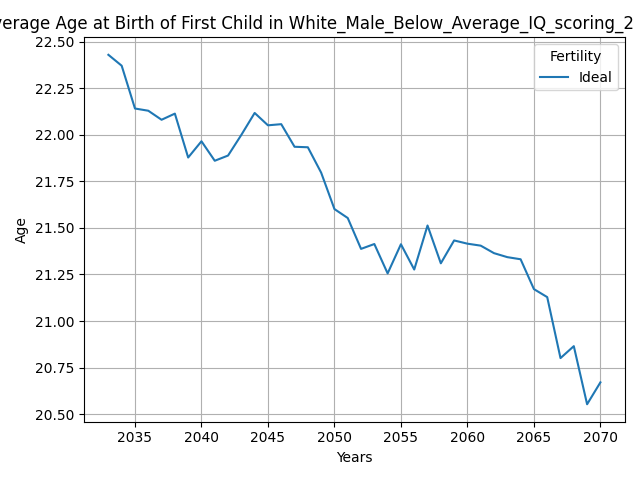 verage Age at Birth of First Child in White_Male_Below_Average_IQ_scoring_2
22.50
22.25
22.00
21.75
21.50
21.25
21.00
20.75
20.50
Age
Fertility
Ideal
2035 2040 2045 2050 2055 2060 2065 2070
Years